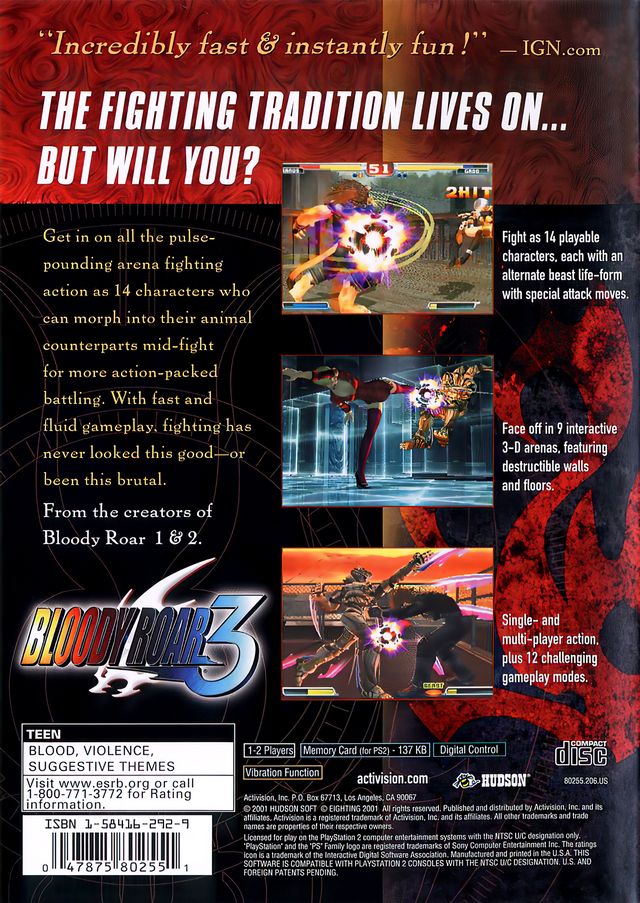 “Incredibly fast & instantly fun!” — IGN.com
THE FIGHTING TRADITION LIVES ON...
BUT WILL YOU?
Get in on all the pulse-
pounding arena fighting
action as 14 characters who
can morph into their animal
counterparts mid-fight
for more action-packed
battling. With fast and
fluid gameplay, fighting has
never looked this good—or
been this brutal.
From the creators of
Bloody Roar 1 & 2.
51
GADO
2HIT
Fight as 14 playable
characters, each with an
alternate beast life-form
with special attack moves.
Face off in 9 interactive
3-D arenas, featuring
destructible walls
and floors.
BEAST
Single- and
multi-player action,
plus 12 challenging
gameplay modes.
BLOODY ROAR 3
TEEN
BLOOD, VIOLENCE,
SUGGESTIVE THEMES
Visit www.esrb.org or call
1-800-771-3772 for Rating
information.
ISBN 1-58416-292-9
0 47875 80255 1
1-2 Players
Memory Card (for PS2) - 137 KB
Digital Control
Vibration Function
activision.com
HUDSON
COMPACT
disc
80255.206.US
Activision, Inc. P.O. Box 67713, Los Angeles, CA 90067
© 2001 HUDSON SOFT © EIGHTING 2001 All rights reserved. Published and distributed by Activision, Inc. and its
affiliates. Activision is a registered trademark of Activision, Inc. and its affiliates. All other trademarks and trade
names are properties of their respective owners.
Licensed for play on the PlayStation 2 computer entertainment systems with the NTSC U/C designation only.
"PlayStation" and the "PS" Family logo are registered trademarks of Sony Computer Entertainment Inc. The ratings
icon is a trademark of the Interactive Digital Software Association. Manufactured and printed in the U.S.A. THIS
SOFTWARE IS COMPATIBLE WITH PLAYSTATION 2 CONSOLES WITH THE NTSC U/C DESIGNATION. U.S. AND
FOREIGN PATENTS PENDING.